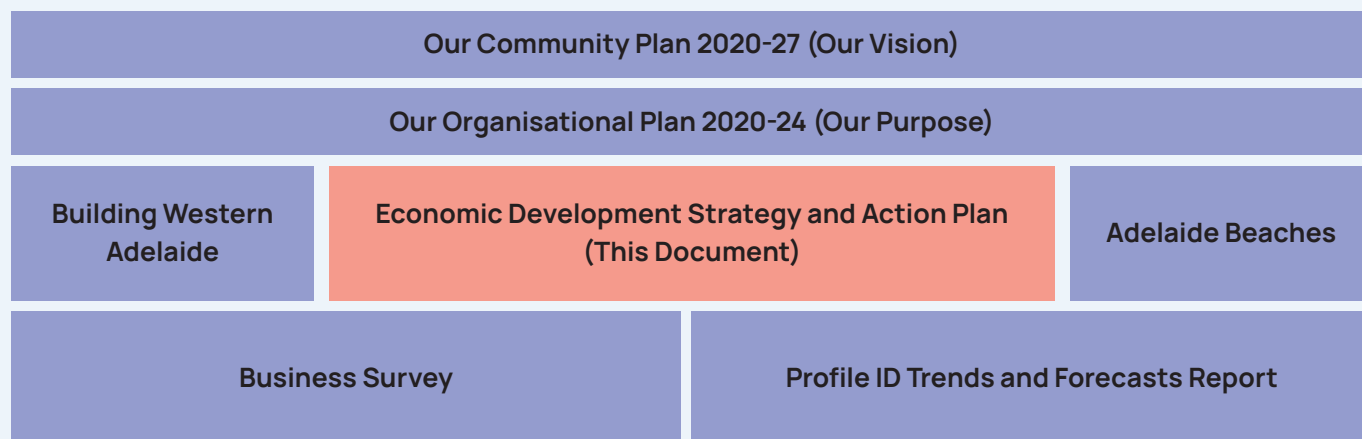 Our Community Plan 2020-27 (Our Vision)
Our Organisational Plan 2020-24 (Our Purpose)
Building Western
Adelaide
Economic Development Strategy and Action Plan
(This Document)
Adelaide Beaches
Business Survey
Profile ID Trends and Forecasts Report